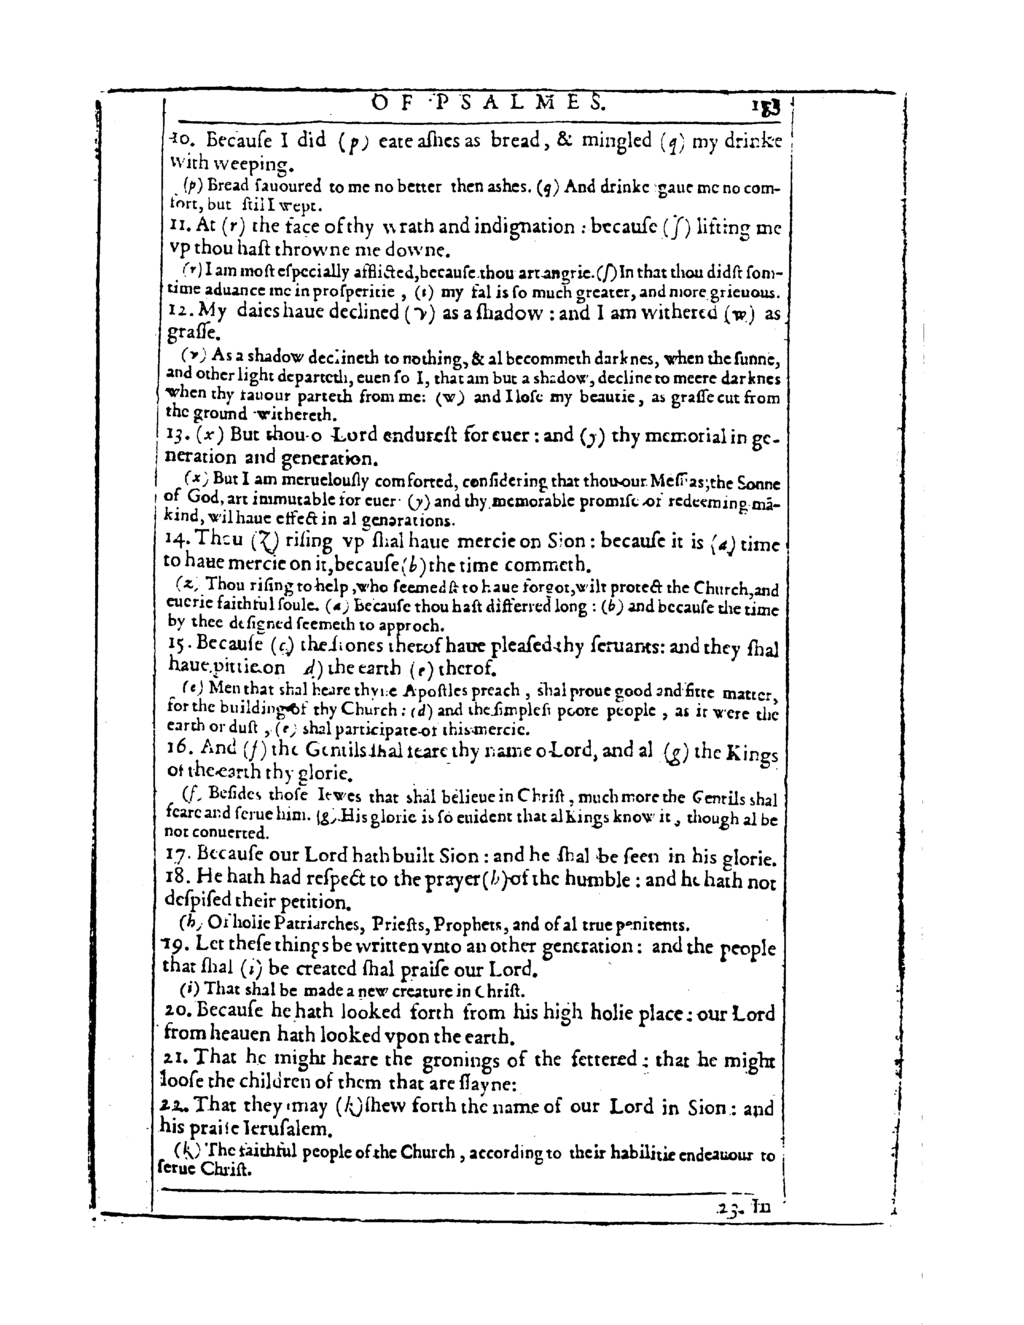 OF PSALMES. 183
10. Becauſe I did (p) eate aſhes as bread, & mingled (q) my drinke
with weeping.
(p) Bread ſauoured to me no better then ashes. (q) And drinke gaue me no com-
fort, but ſtil I wept.
11. At (r) the face of thy wrath and indignation : becauſe (ſ) lifting me
vp thou haſt throwne me downe.
(r) I am moſt eſpecially afflicted, becauſe thou art angrie. (ſ) In that thou didſt ſom-
time aduance me in proſperitie, (t) my fal is ſo much greater, and more grieuous.
12. My daies haue declined (v) as a ſhadow : and I am withered (w) as
graſſe.
(v) As a shadow declineth to nothing, & al becommeth darknes, when the ſunne,
and other light departeth, euen ſo I, that am but a shadow, decline to meere darknes
when thy fauour parteth from me: (w) and I loſe my beautie, as graſſe cut from
the ground withereth.
13. (x) But thou o Lord endureſt for euer : and (y) thy memorial in ge-
neration and generation.
(x) But I am meruelouſly comforted, conſidering that thou our Meſſias, the Sonne
of God, art immutable for euer (y) and thy memorable promiſe of redeeming mā-
kind, wil haue effect in al generations.
14. Thou (z) riſing vp ſhal haue mercie on Sion : becauſe it is (a) time
to haue mercie on it, becauſe (b) the time commeth.
(z) Thou riſing to help, who ſeemedſt to haue forgot, wilt protect the Church, and
euerie faithful ſoule. (a) Becauſe thou haſt differred long : (b) and becauſe the time
by thee deſigned ſeemeth to approch.
15. Becauſe (c) the ſtones therof haue pleaſed thy ſeruants: and they ſhal
haue pittie on (d) the earth (e) therof.
(c) Men that shal heare thyne Apoſtles preach, shal proue good and fitte matter,
for the building of thy Church : (d) and the ſimpleſt poore people, as it were the
earth or duſt, (e) shal participate of this mercie.
16. And (f) the Gentils ſhal feare thy name o Lord, and al (g) the Kings
of the earth thy glorie.
(f) Beſides thoſe Iewes that shal belieue in Chriſt, much more the Gentils shal
feare and ſerue him. (g) His glorie is ſo euident that al Kings know it, though al be
not conuerted.
17. Becauſe our Lord hath built Sion : and he ſhal be ſeen in his glorie.
18. He hath had reſpect to the prayer (h) of the humble : and he hath not
deſpiſed their petition.
(h) Of holie Patriarches, Prieſts, Prophets, and of al true penitents.
19. Let theſe things be written vnto an other generation : and the people
that ſhal (i) be created ſhal praiſe our Lord.
(i) That shal be made a new creature in Chriſt.
20. Becauſe he hath looked forth from his high holie place : our Lord
from heauen hath looked vpon the earth.
21. That he might heare the gronings of the fettered : that he might
looſe the children of them that are ſlayne:
22. That they may (k) ſhew forth the name of our Lord in Sion : and
his praiſe Ieruſalem.
(k) The faithful people of the Church, according to their habilitie endeauour to
ſerue Chriſt.
23. In